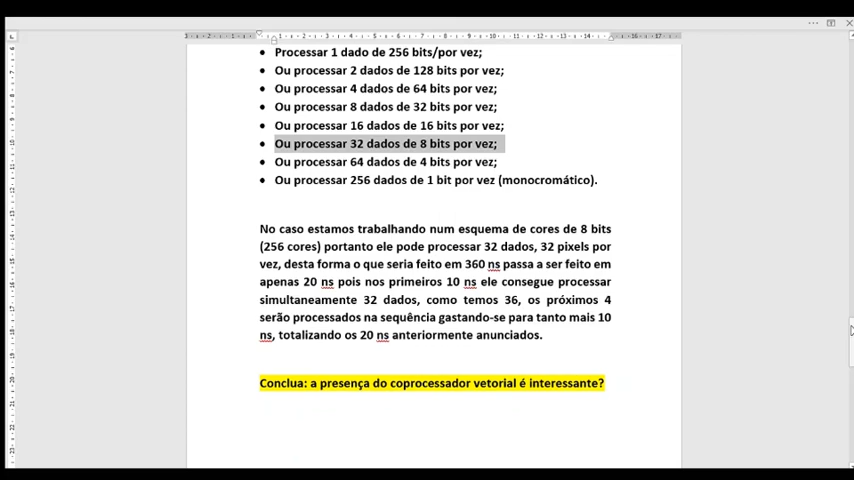 Processar 1 dado de 256 bits/por vez;
Ou processar 2 dados de 128 bits por vez;
Ou processar 4 dados de 64 bits por vez;
Ou processar 8 dados de 32 bits por vez;
Ou processar 16 dados de 16 bits por vez;
Ou processar 32 dados de 8 bits por vez;
Ou processar 64 dados de 4 bits por vez;
Ou processar 256 dados de 1 bit por vez (monocromático).
No caso estamos trabalhando num esquema de cores de 8 bits
(256 cores) portanto ele pode processar 32 dados, 32 pixels por
vez, desta forma o que seria feito em 360 ns passa a ser feito em
apenas 20 ns pois nos primeiros 10 ns ele consegue processar
simultaneamente 32 dados, como temos 36, os próximos 4
serão processados na sequência gastando-se para tanto mais 10
ns, totalizando os 20 ns anteriormente anunciados.
Conclua: a presença do coprocessador vetorial é interessante?